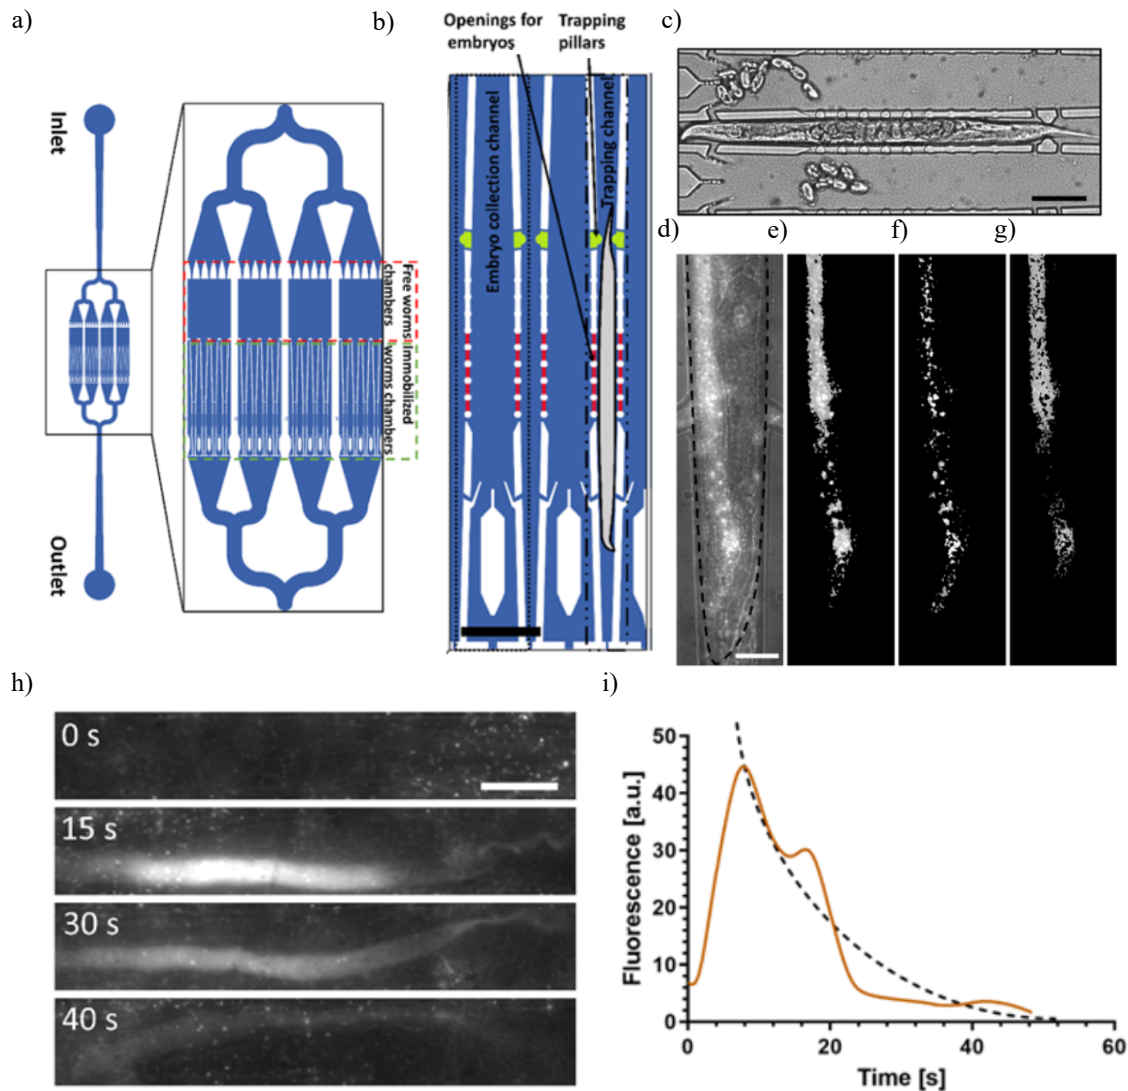 a)
Inlet
Outlet
Free worms
chambers
Immobilized
worms chambers
b)
Openings for
embryos
Trapping
pillars
Embryo collection channel
Trapping channel
c)
d)
e)
f)
g)
h)
0 s
15 s
30 s
40 s
i)
Fluorescence [a.u.]
50
40
30
20
10
0
0
20
40
60
Time [s]